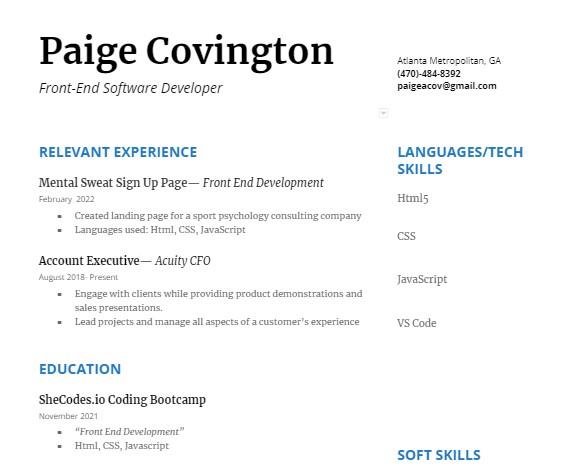 Paige Covington
Front-End Software Developer
Atlanta Metropolitan, GA
(470)-484-8392
paigeacov@gmail.com
RELEVANT EXPERIENCE
Mental Sweat Sign Up Page— Front End Development
February 2022
Created landing page for a sport psychology consulting company
Languages used: Html, CSS, JavaScript
Account Executive— Acuity CFO
August 2018- Present
Engage with clients while providing product demonstrations and
sales presentations.
Lead projects and manage all aspects of a customer's experience
EDUCATION
SheCodes.io Coding Bootcamp
November 2021
“Front End Development”
Html, CSS, Javascript
LANGUAGES/TECH
SKILLS
Html5
CSS
JavaScript
VS Code
SOFT SKILLS